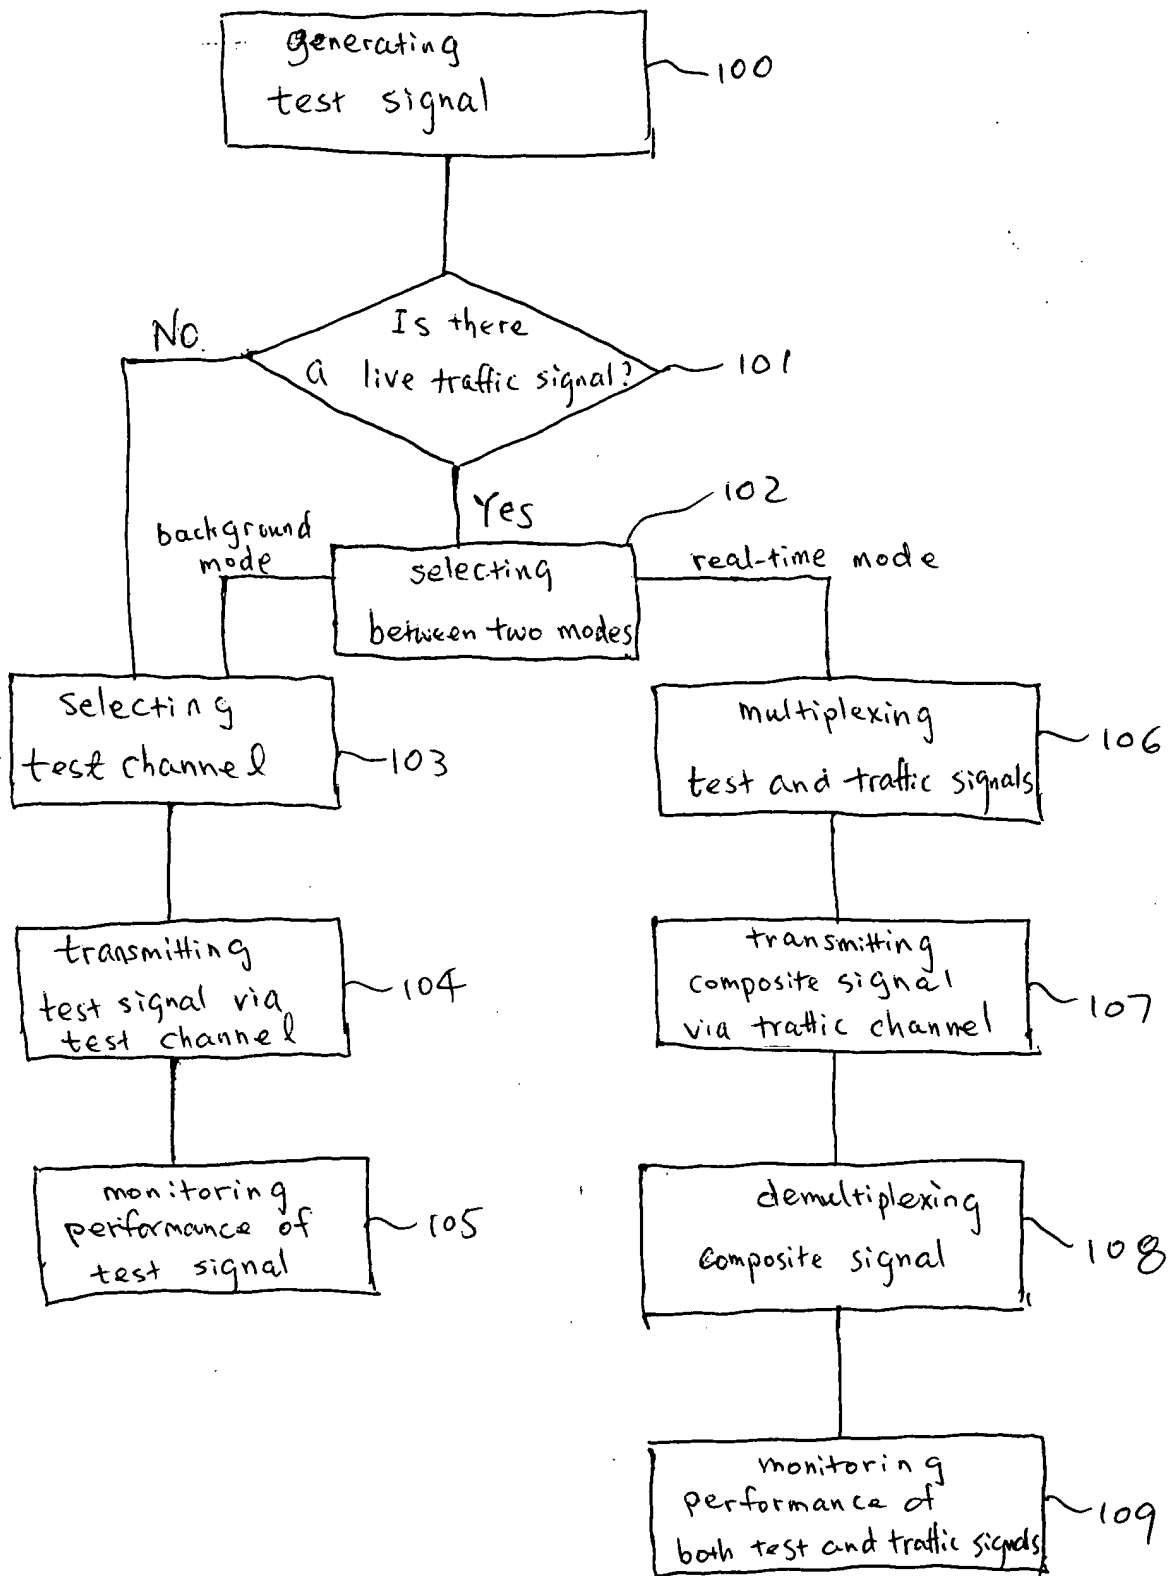 generating
test signal
100
Is there
a live traffic signal?
101
NO.
Yes
102
background
mode
selecting
between two modes
real-time mode
selecting
test channel
103
multiplexing
test and traffic signals
106
transmitting
test signal via
test channel
104
transmitting
composite signal
via traffic channel
107
monitoring
performance of
test signal
105
demultiplexing
composite signal
108
monitoring
performance of
both test and traffic signals
109